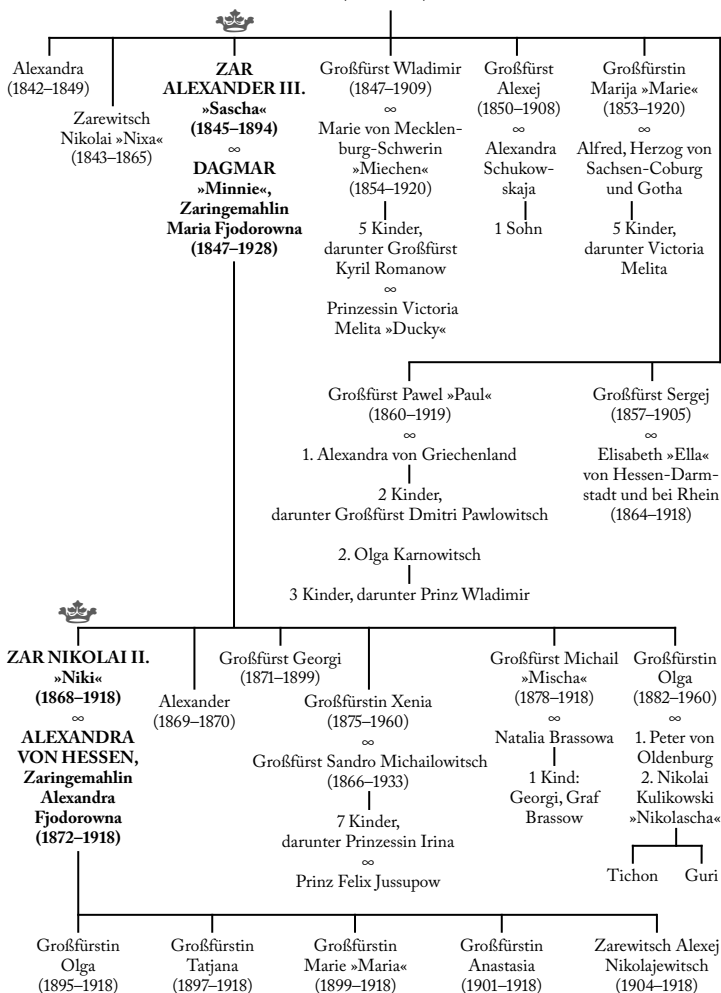 Alexandra
(1842–1849)
Zarewitsch
Nikolai »Nixa«
(1843–1865)
ZAR
ALEXANDER III.
»Sascha«
(1845–1894)
∞
DAGMAR
»Minnie«,
Zaringemahlin
Maria Fjodorowna
(1847–1928)
Großfürst Wladimir
(1847–1909)
∞
Marie von Mecklen-
burg-Schwerin
»Miechen«
(1854–1920)
5 Kinder,
darunter Großfürst
Kyril Romanow
∞
Prinzessin Victoria
Melita »Ducky«
Großfürst
Alexej
(1850–1908)
∞
Alexandra
Schukow-
skaja
1 Sohn
Großfürstin
Marija »Marie«
(1853–1920)
∞
Alfred, Herzog von
Sachsen-Coburg
und Gotha
5 Kinder,
darunter Victoria
Melita
Großfürst Pawel »Paul«
(1860–1919)
∞
1. Alexandra von Griechenland
2 Kinder,
darunter Großfürst Dmitri Pawlowitsch
2. Olga Karnowitsch
3 Kinder, darunter Prinz Wladimir
Großfürst Sergej
(1857–1905)
∞
Elisabeth »Ella«
von Hessen-Darm-
stadt und bei Rhein
(1864–1918)
ZAR NIKOLAI II.
»Niki«
(1868–1918)
∞
ALEXANDRA
VON HESSEN,
Zaringemahlin
Alexandra
Fjodorowna
(1872–1918)
Alexander
(1869–1870)
Großfürst Georgi
(1871–1899)
Großfürstin Xenia
(1875–1960)
∞
Großfürst Sandro Michailowitsch
(1866–1933)
7 Kinder,
darunter Prinzessin Irina
∞
Prinz Felix Jussupow
Großfürst Michail
»Mischa«
(1878–1918)
∞
Natalia Brassowa
1 Kind:
Georgi, Graf
Brassow
Großfürstin
Olga
(1882–1960)
∞
1. Peter von
Oldenburg
2. Nikolai
Kulikowski
»Nikolascha«
Tichon
Guri
Großfürstin
Olga
(1895–1918)
Großfürstin
Tatjana
(1897–1918)
Großfürstin
Marie »Maria«
(1899–1918)
Großfürstin
Anastasia
(1901–1918)
Zarewitsch Alexej
Nikolajewitsch
(1904–1918)